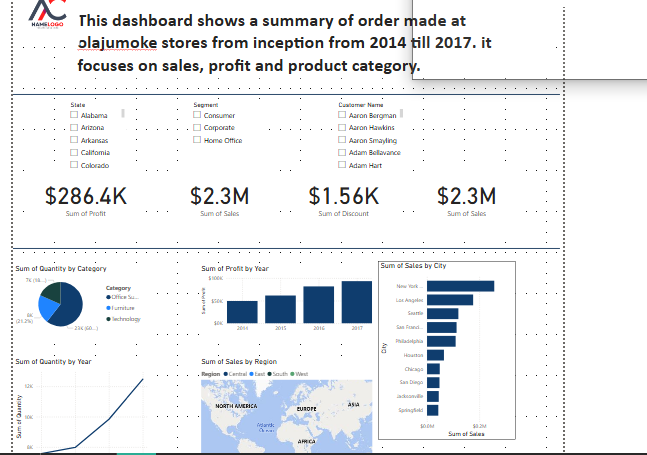 NAMELOGO
This dashboard shows a summary of order made at
olajumoke stores from inception from 2014 till 2017. it
focuses on sales, profit and product category.
State
Alabama
Arizona
Arkansas
California
Colorado
Segment
Consumer
Corporate
Home Office
Customer Name
Aaron Bergman
Aaron Hawkins
Aaron Smayling
Adam Bellavance
Adam Hart
$286.4K
Sum of Profit
$2.3M
Sum of Sales
$1.56K
Sum of Discount
$2.3M
Sum of Sales
Sum of Quantity by Category
7K (18....)
8K
(21.2%)
23K (60....)
Category
Office Su...
Furniture
Technology
Sum of Profit by Year
Sum of Profit
$100K
$50K
$0K
2014
2015
2016
2017
Sum of Sales by City
City
New York ...
Los Angeles
Seattle
San Franci...
Philadelphia
Houston
Chicago
San Diego
Jacksonville
Springfield
$0.0M
$0.2M
Sum of Sales
Sum of Quantity by Year
Sum of Quantity
12K
10K
8K
Sum of Sales by Region
Region
Central
East
South
West
NORTH AMERICA
EUROPE
ASIA
Atlantic
Ocean
AFRICA